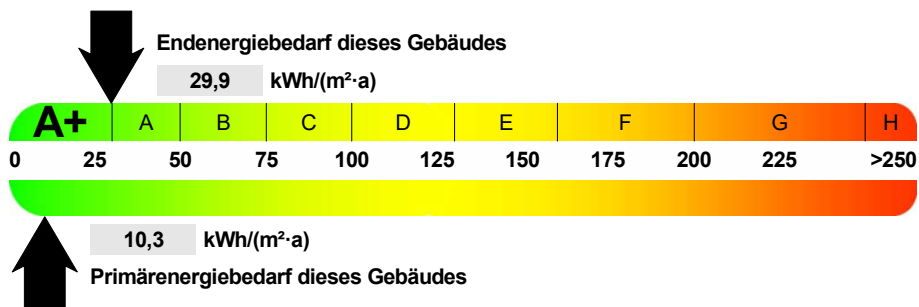 Endenergiebedarf dieses Gebäudes
29,9 kWh/(m²·a)
A+ A B C D E F G H
0 25 50 75 100 125 150 175 200 225 >250
10,3 kWh/(m²·a)
Primärenergiebedarf dieses Gebäudes